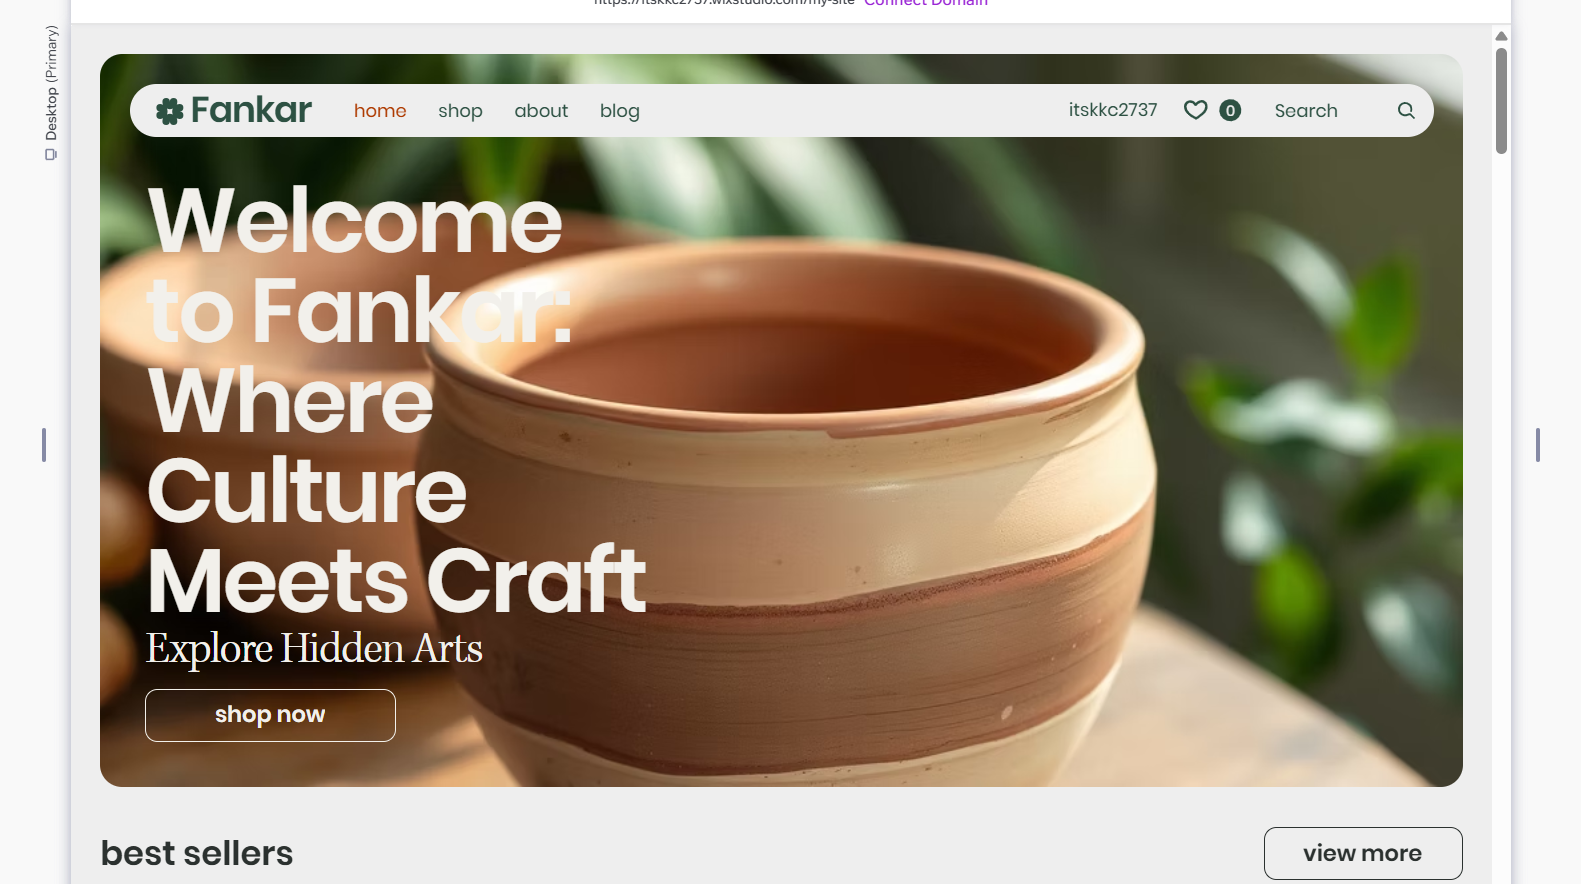 https://itskkc2737.wixstudio.com/my-site Connect Domain
Desktop (Primary)
Fankar home shop about blog itskkc2737 0 Search
Welcome
to Fankar:
Where
Culture
Meets Craft
Explore Hidden Arts
shop now
best sellers view more